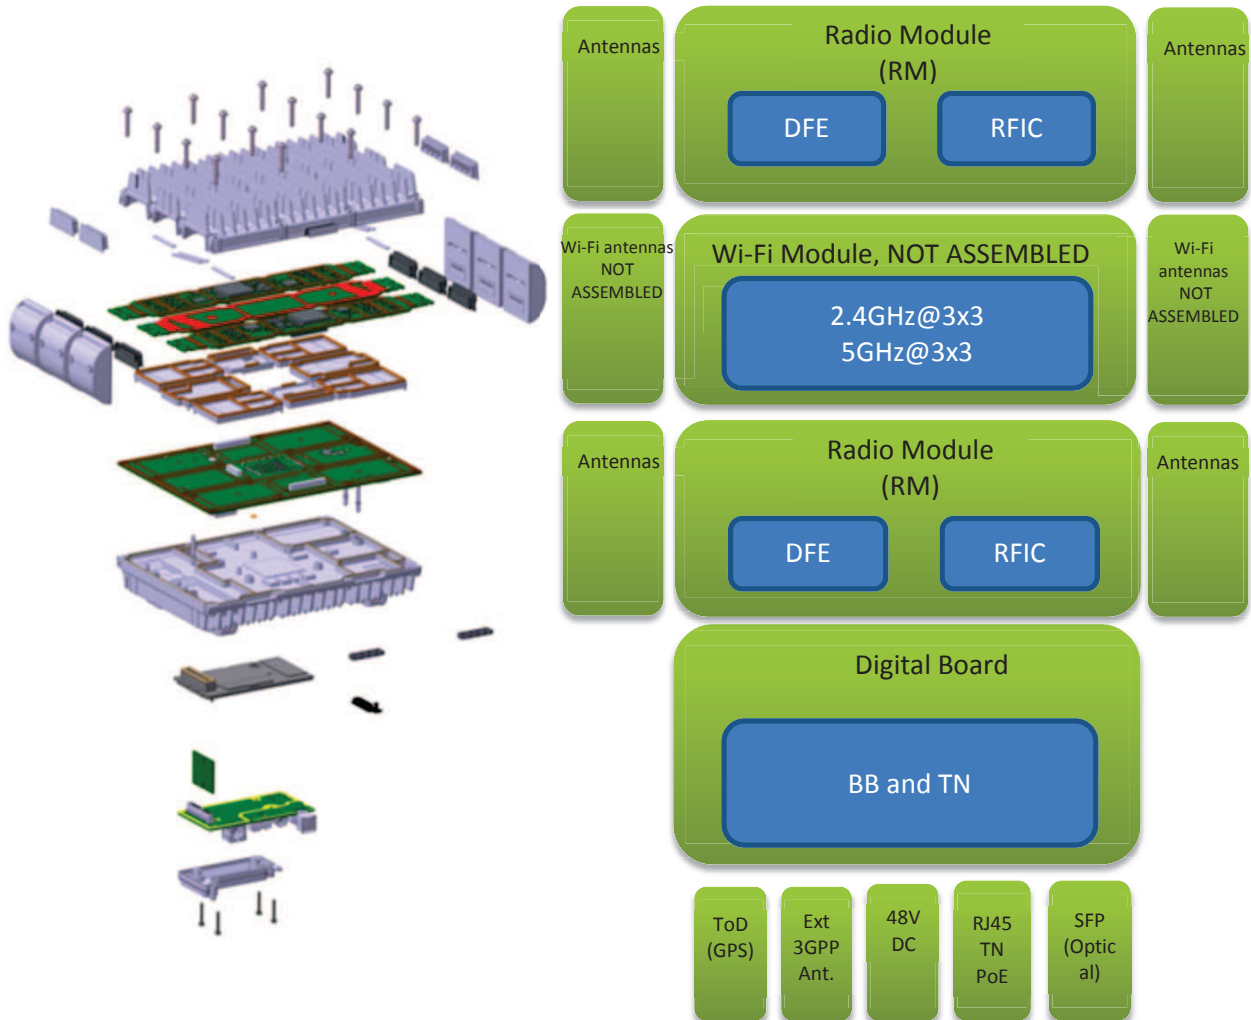 Antennas
Radio Module
(RM)
DFE
RFIC
Antennas
Wi-Fi antennas
NOT
ASSEMBLED
Wi-Fi Module, NOT ASSEMBLED
2.4GHz@3x3
5GHz@3x3
Wi-Fi
antennas
NOT
ASSEMBLED
Antennas
Radio Module
(RM)
DFE
RFIC
Antennas
Digital Board
BB and TN
ToD
(GPS)
Ext
3GPP
Ant.
48V
DC
RJ45
TN
PoE
SFP
(Optic
al)